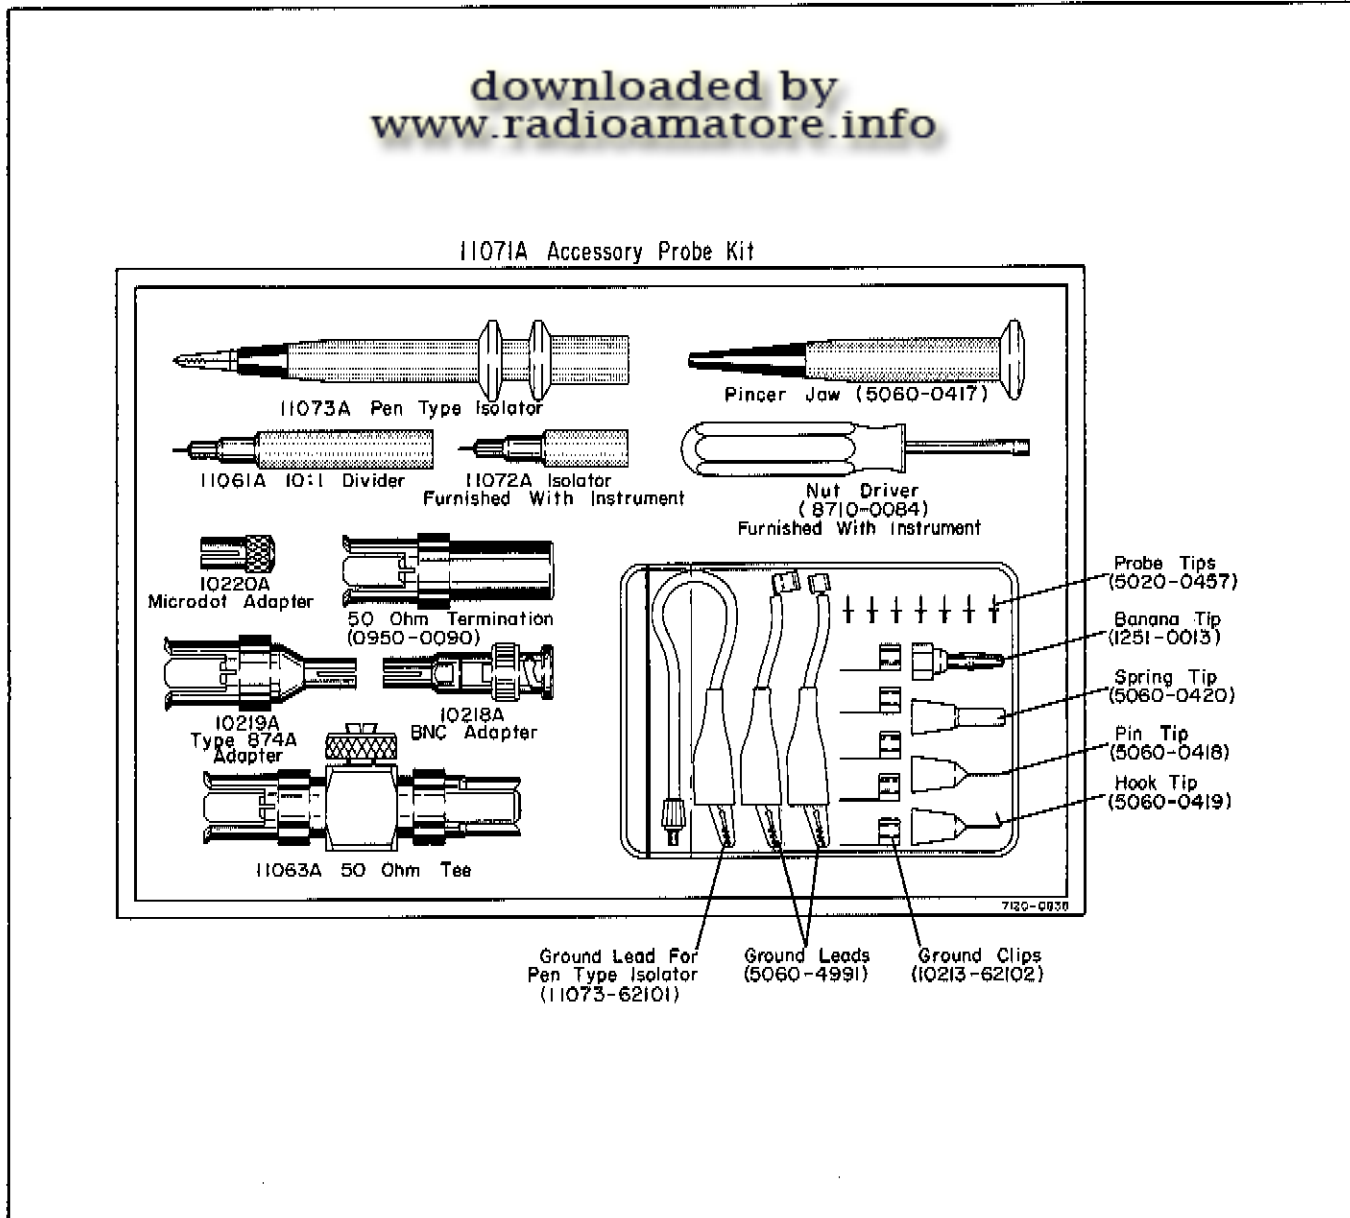 downloaded by
www.radioamatore.info
11071A Accessory Probe Kit
11073A Pen Type Isolator
Pincer Jaw (5060-0417)
11061A 10:1 Divider
11072A Isolator
Furnished With Instrument
Nut Driver
(8710-0084)
Furnished With Instrument
10220A
Microdot Adapter
50 Ohm Termination
(0950-0090)
10219A
Type 874A
Adapter
10218A
BNC Adapter
11063A 50 Ohm Tee
Probe Tips
(5020-0457)
Banana Tip
(1251-0013)
Spring Tip
(5060-0420)
Pin Tip
(5060-0418)
Hook Tip
(5060-0419)
Ground Lead For
Pen Type Isolator
(11073-62101)
Ground Leads
(5060-4991)
Ground Clips
(10213-62102)